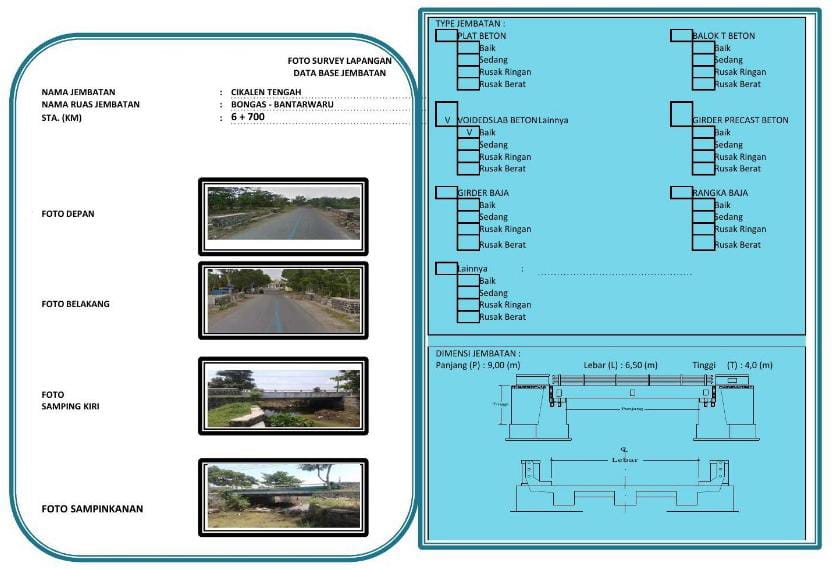 FOTO SURVEY LAPANGAN
DATA BASE JEMBATAN
NAMA JEMBATAN : CIKALEN TENGAH
NAMA RUAS JEMBATAN : BONGAS - BANTARWARU
STA. (KM) : 6 + 700
FOTO DEPAN
FOTO BELAKANG
FOTO
SAMPING KIRI
FOTO SAMPINKANAN
TYPE JEMBATAN :
PLAT BETON
Baik
Sedang
Rusak Ringan
Rusak Berat
BALOK T BETON
Baik
Sedang
Rusak Ringan
Rusak Berat
V VOIDEDSLAB BETON Lainnya
V Baik
Sedang
Rusak Ringan
Rusak Berat
GIRDER PRECAST BETON
Baik
Sedang
Rusak Ringan
Rusak Berat
GIRDER BAJA
Baik
Sedang
Rusak Ringan
Rusak Berat
RANGKA BAJA
Baik
Sedang
Rusak Ringan
Rusak Berat
Lainnya :
Baik
Sedang
Rusak Ringan
Rusak Berat
DIMENSI JEMBATAN :
Panjang (P) : 9,00 (m) Lebar (L) : 6,50 (m) Tinggi (T) : 4,0 (m)
Tinggi
Panjang
Lebar